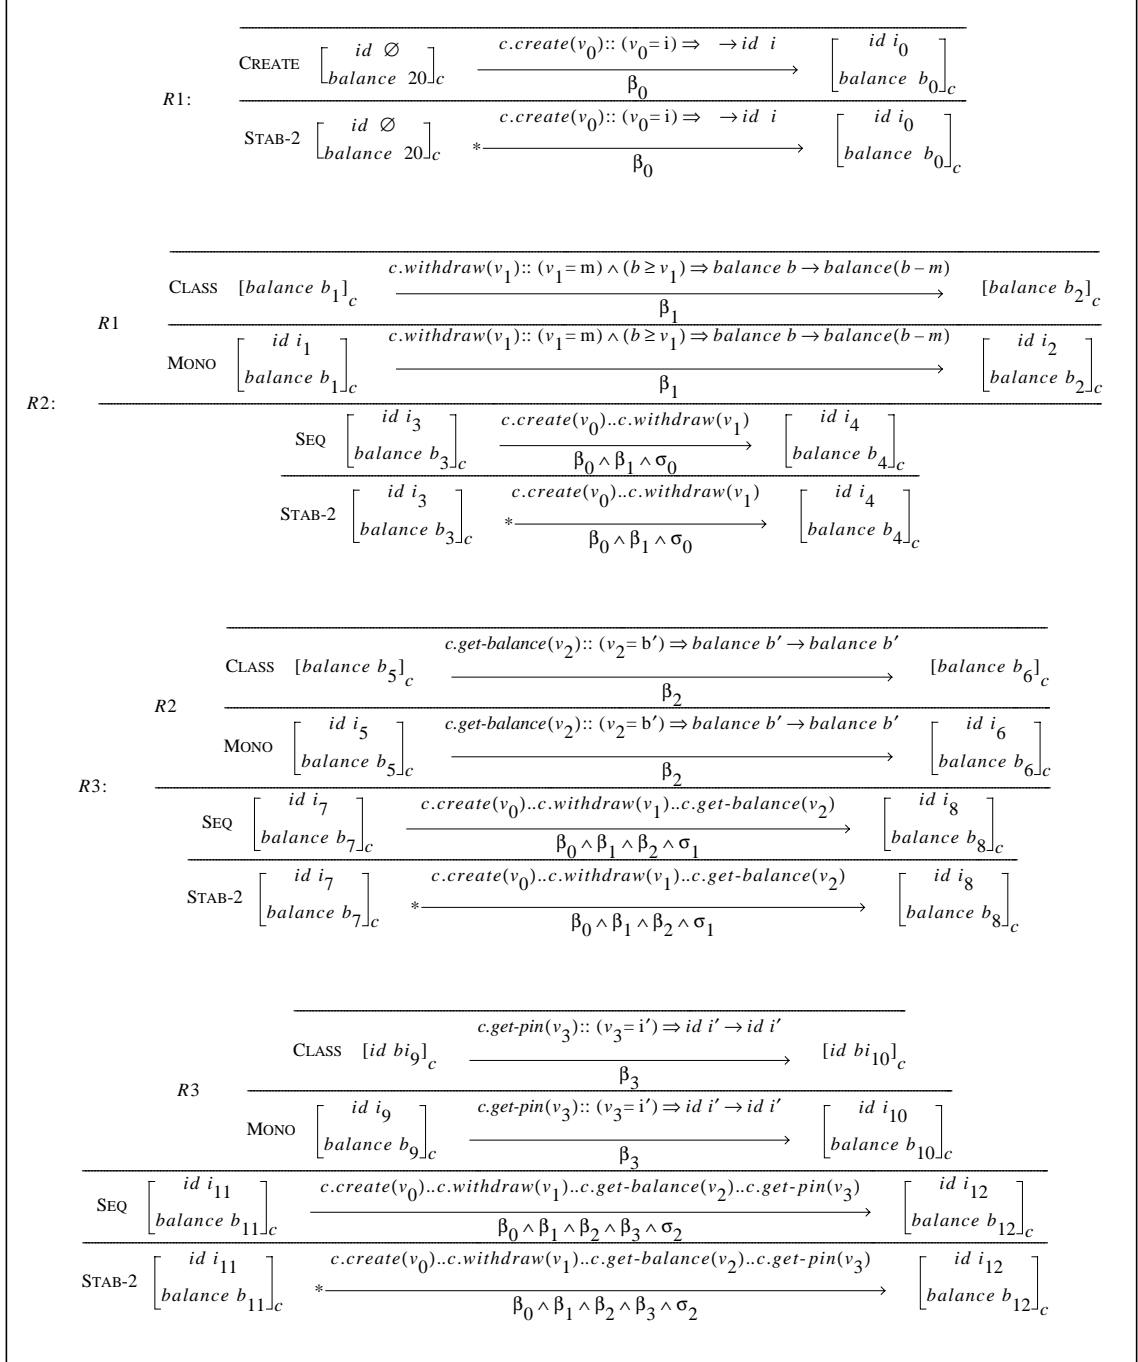 R1:
CREATE [id ∅ balance 20]c c.create(v0):: (v0= i) ⇒ → id i β0 [id i0 balance b0]c
STAB-2 [id ∅ balance 20]c * c.create(v0):: (v0= i) ⇒ → id i β0 [id i0 balance b0]c
R2:
R1
CLASS [balance b1]c c.withdraw(v1):: (v1= m) ∧ (b ≥ v1) ⇒ balance b → balance(b − m) β1 [balance b2]c
MONO [id i1 balance b1]c c.withdraw(v1):: (v1= m) ∧ (b ≥ v1) ⇒ balance b → balance(b − m) β1 [id i2 balance b2]c
SEQ [id i3 balance b3]c c.create(v0)..c.withdraw(v1) β0 ∧ β1 ∧ σ0 [id i4 balance b4]c
STAB-2 [id i3 balance b3]c * c.create(v0)..c.withdraw(v1) β0 ∧ β1 ∧ σ0 [id i4 balance b4]c
R3:
R2
CLASS [balance b5]c c.get-balance(v2):: (v2= b′) ⇒ balance b′ → balance b′ β2 [balance b6]c
MONO [id i5 balance b5]c c.get-balance(v2):: (v2= b′) ⇒ balance b′ → balance b′ β2 [id i6 balance b6]c
SEQ [id i7 balance b7]c c.create(v0)..c.withdraw(v1)..c.get-balance(v2) β0 ∧ β1 ∧ β2 ∧ σ1 [id i8 balance b8]c
STAB-2 [id i7 balance b7]c * c.create(v0)..c.withdraw(v1)..c.get-balance(v2) β0 ∧ β1 ∧ β2 ∧ σ1 [id i8 balance b8]c
R3
CLASS [id bi9]c c.get-pin(v3):: (v3= i′) ⇒ id i′ → id i′ β3 [id bi10]c
MONO [id i9 balance b9]c c.get-pin(v3):: (v3= i′) ⇒ id i′ → id i′ β3 [id i10 balance b10]c
SEQ [id i11 balance b11]c c.create(v0)..c.withdraw(v1)..c.get-balance(v2)..c.get-pin(v3) β0 ∧ β1 ∧ β2 ∧ β3 ∧ σ2 [id i12 balance b12]c
STAB-2 [id i11 balance b11]c * c.create(v0)..c.withdraw(v1)..c.get-balance(v2)..c.get-pin(v3) β0 ∧ β1 ∧ β2 ∧ β3 ∧ σ2 [id i12 balance b12]c